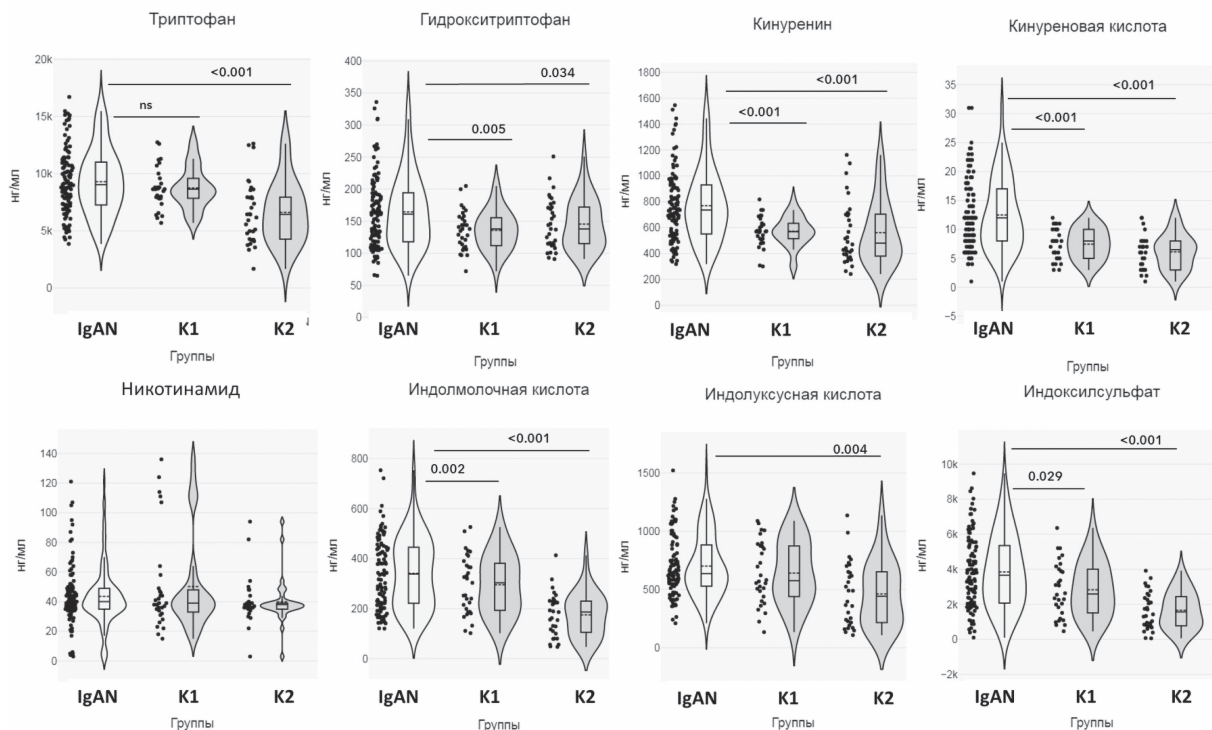 Триптофан
20k
15k
10k
5k
0
нг/мл
<0.001
ns
IgAN K1 K2
Группы
Гидрокситриптофан
400
350
300
250
200
150
100
50
0
нг/мл
0.034
0.005
IgAN K1 K2
Группы
Кинуренин
1800
1600
1400
1200
1000
800
600
400
200
0
нг/мл
<0.001
<0.001
IgAN K1 K2
Группы
Кинуреновая кислота
35
30
25
20
15
10
5
0
−5
нг/мл
<0.001
<0.001
IgAN K1 K2
Группы
Никотинамид
140
120
100
80
60
40
20
0
нг/мл
IgAN K1 K2
Группы
Индолмолочная кислота
800
600
400
200
0
нг/мл
<0.001
0.002
IgAN K1 K2
Группы
Индолуксусная кислота
1500
1000
500
0
нг/мл
0.004
IgAN K1 K2
Группы
Индоксилсульфат
10k
8k
6k
4k
2k
0
−2k
нг/мл
<0.001
0.029
IgAN K1 K2
Группы